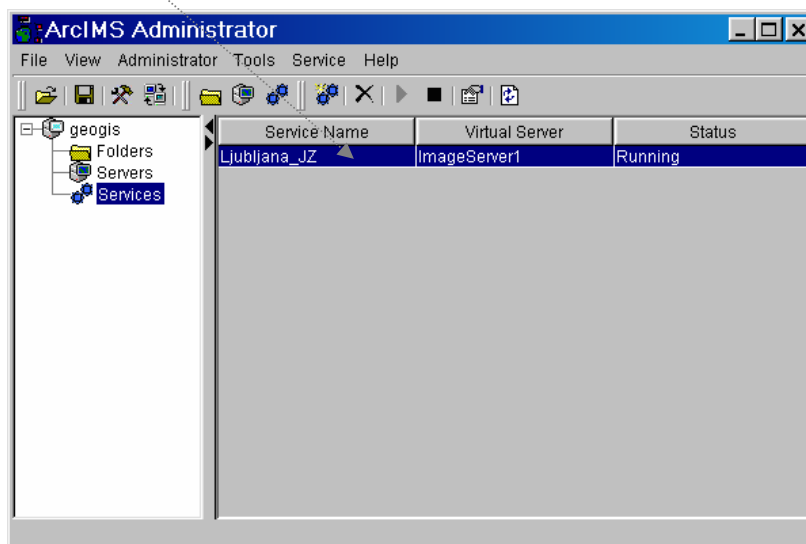 ArcIMS Administrator
File View Administrator Tools Service Help
geogis
Folders
Servers
Services
Service Name Virtual Server Status
Ljubljana_JZ ImageServer1 Running